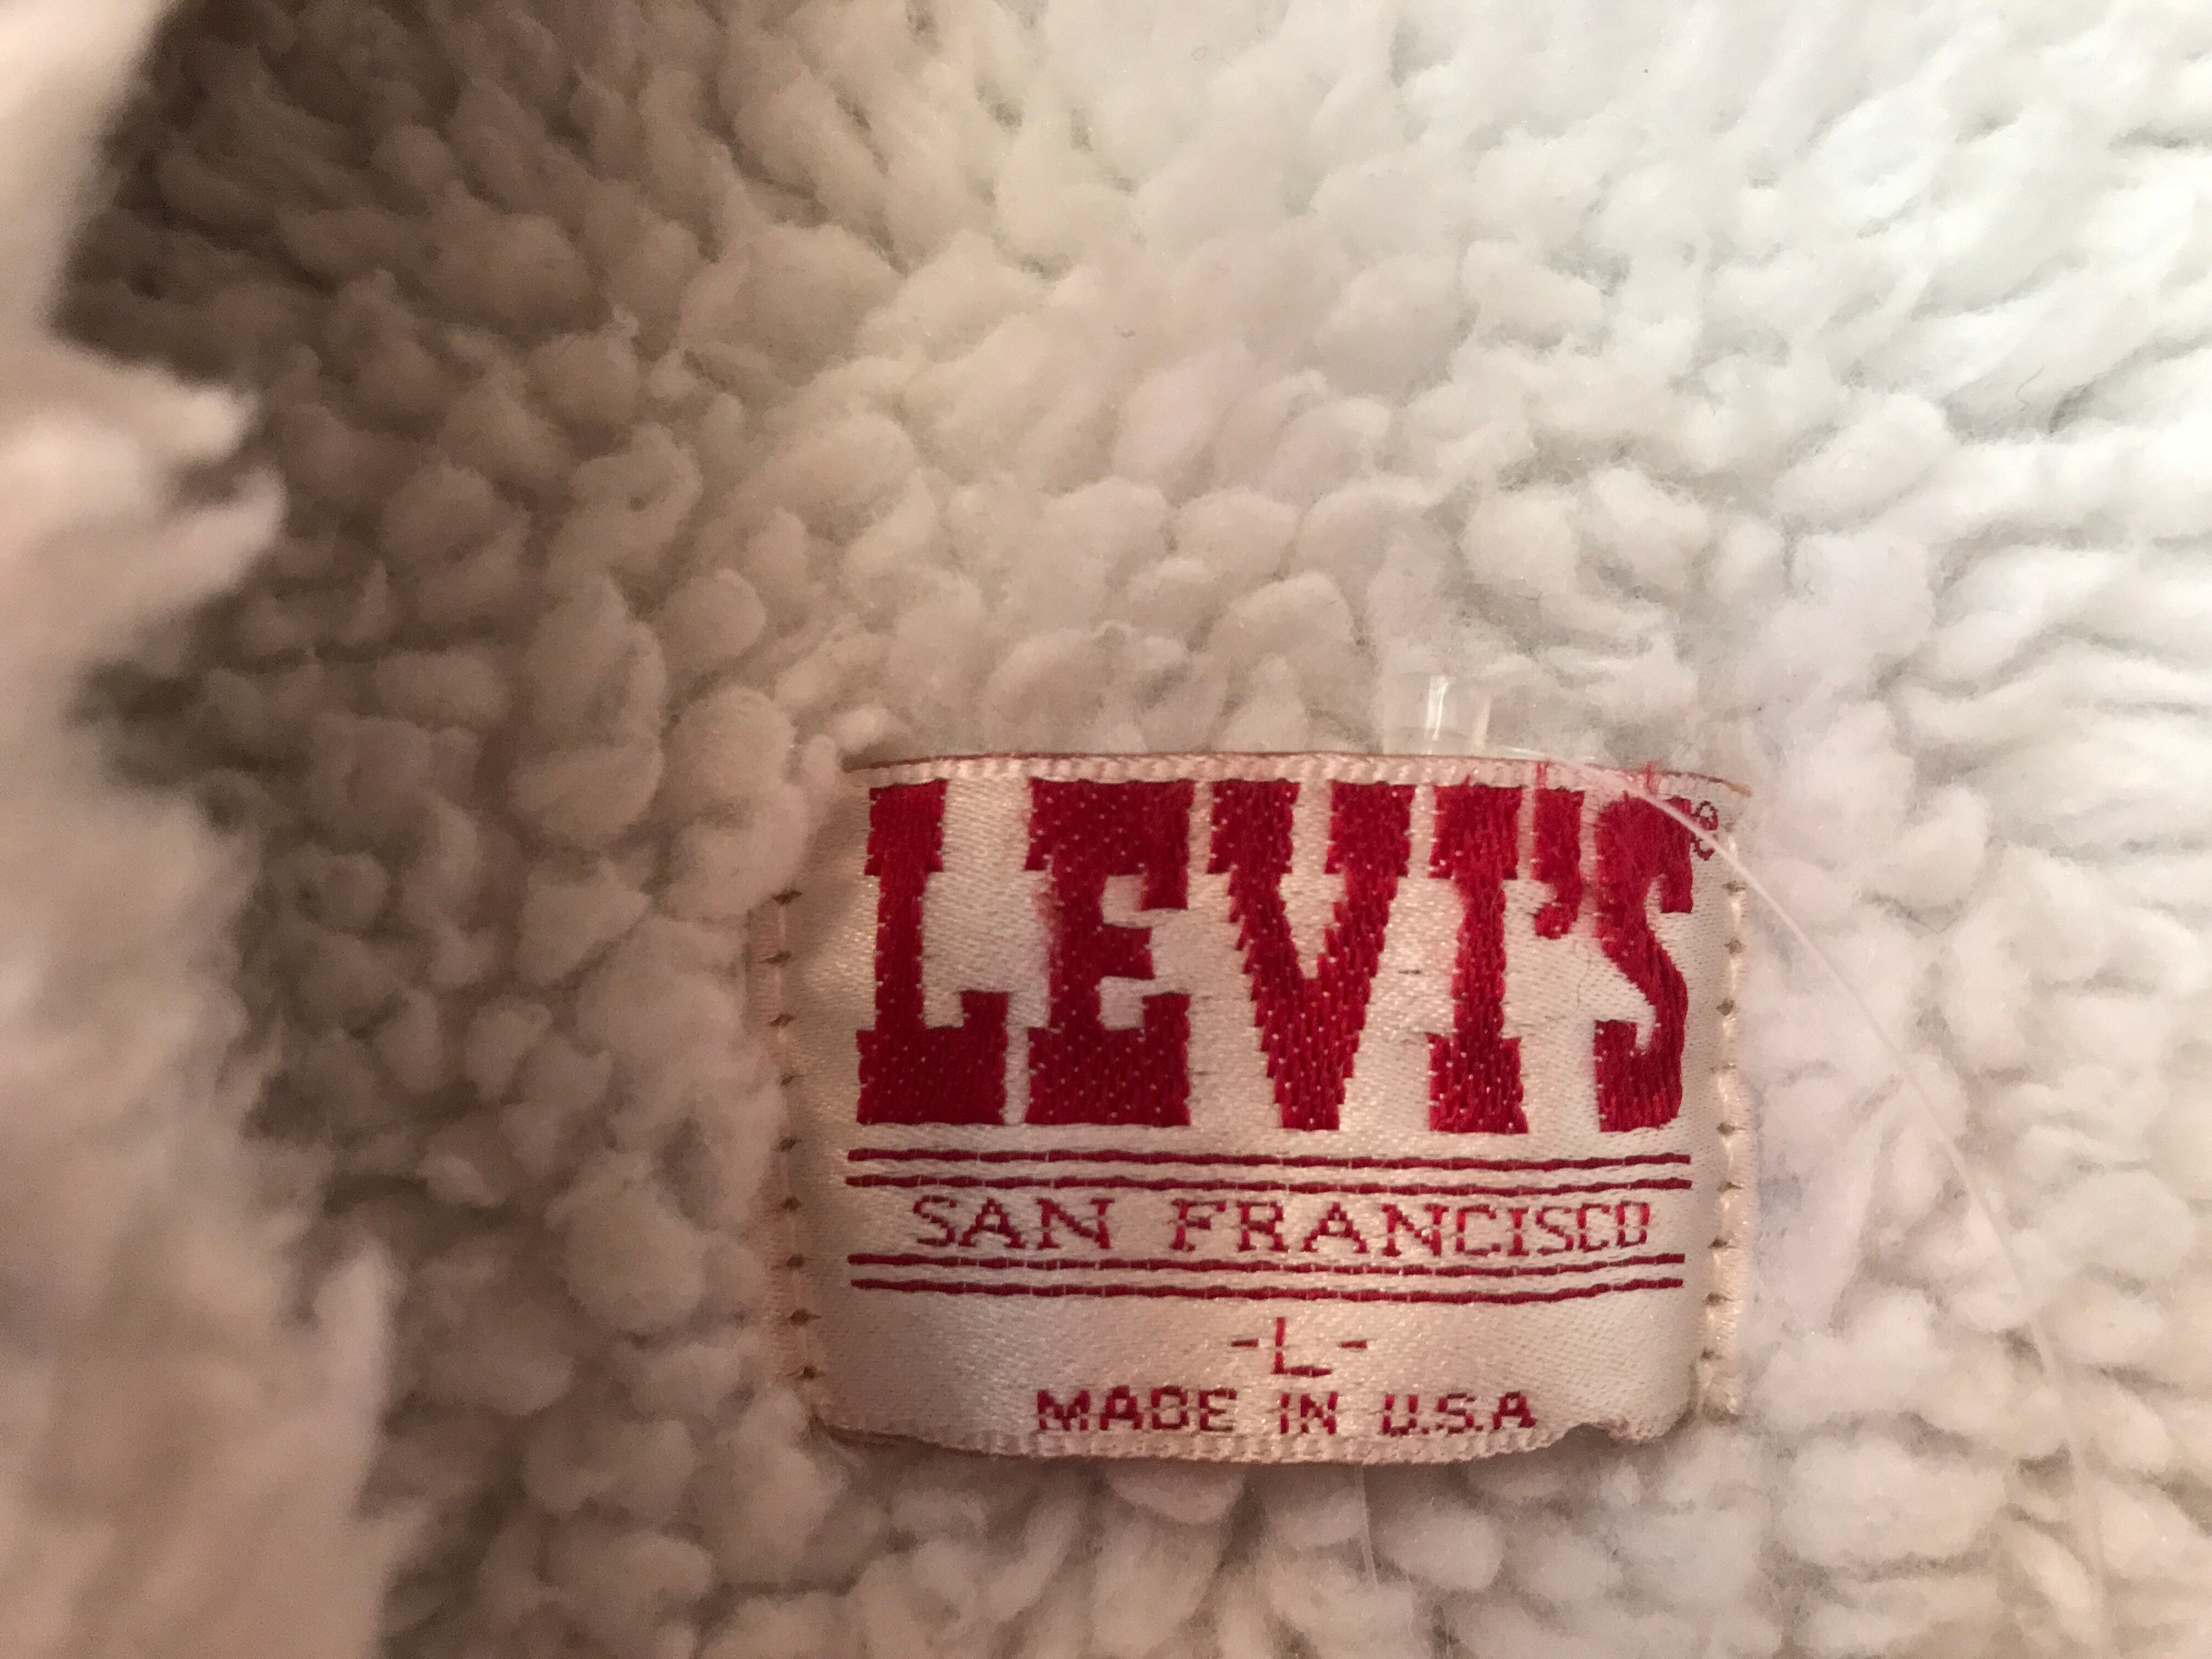 LEVI'S®
SAN FRANCISCO
-L-
MADE IN U.S.A